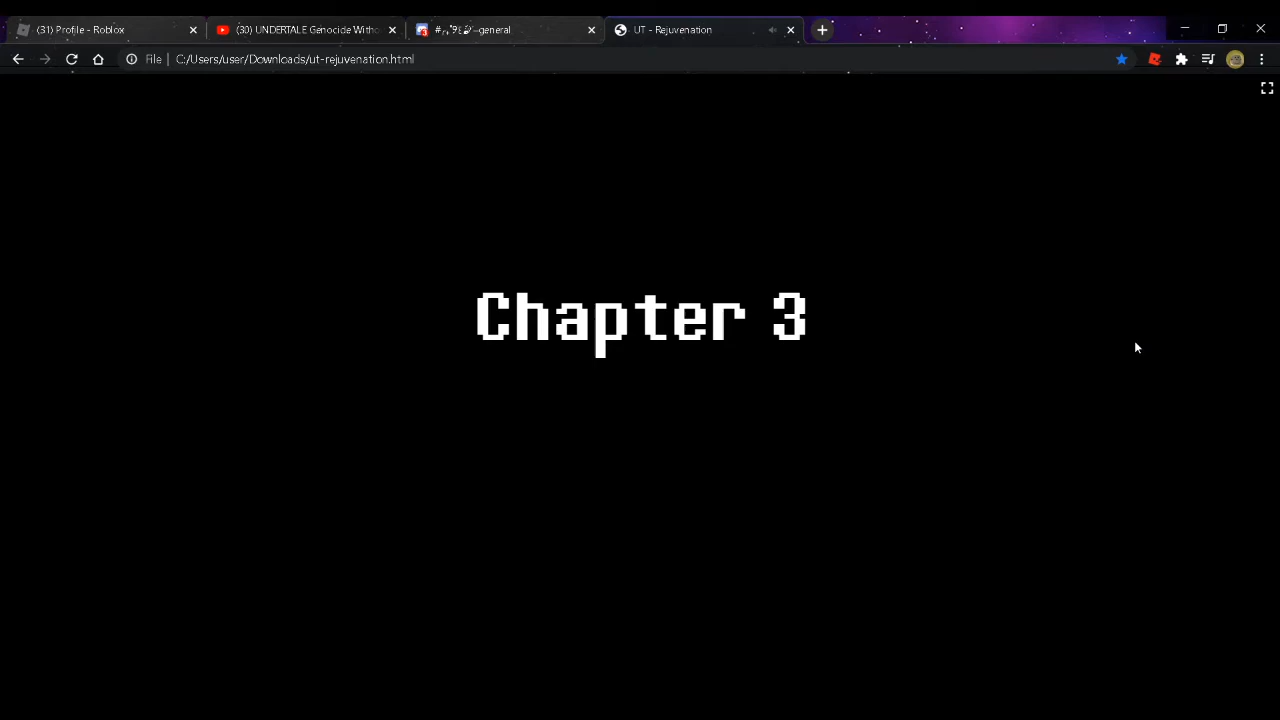 (31) Profile - Roblox
(30) UNDERTALE Genocide Witho
general
UT - Rejuvenation
File | C:/Users/user/Downloads/ut-rejuvenation.html
Chapter 3